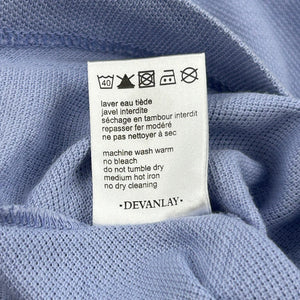 40
laver eau tiède
javel interdite
séchage en tambour interdit
repasser fer modéré
ne pas nettoyer à sec
machine wash warm
no bleach
do not tumble dry
medium hot iron
no dry cleaning
· DEVANLAY ·